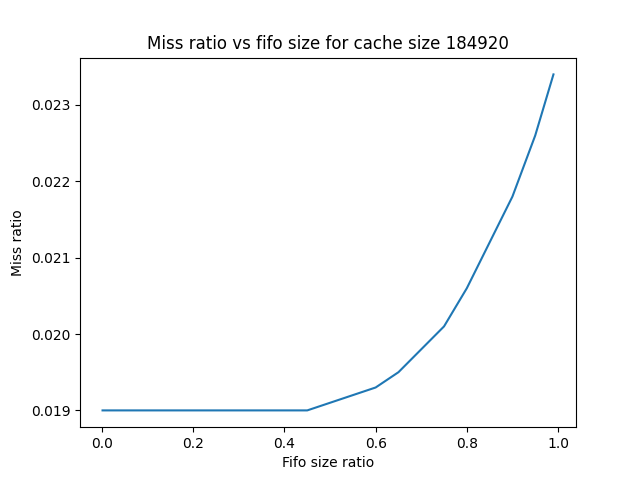 Miss ratio vs fifo size for cache size 184920
0.023
0.022
0.021
0.020
0.019
Miss ratio
0.0 0.2 0.4 0.6 0.8 1.0
Fifo size ratio